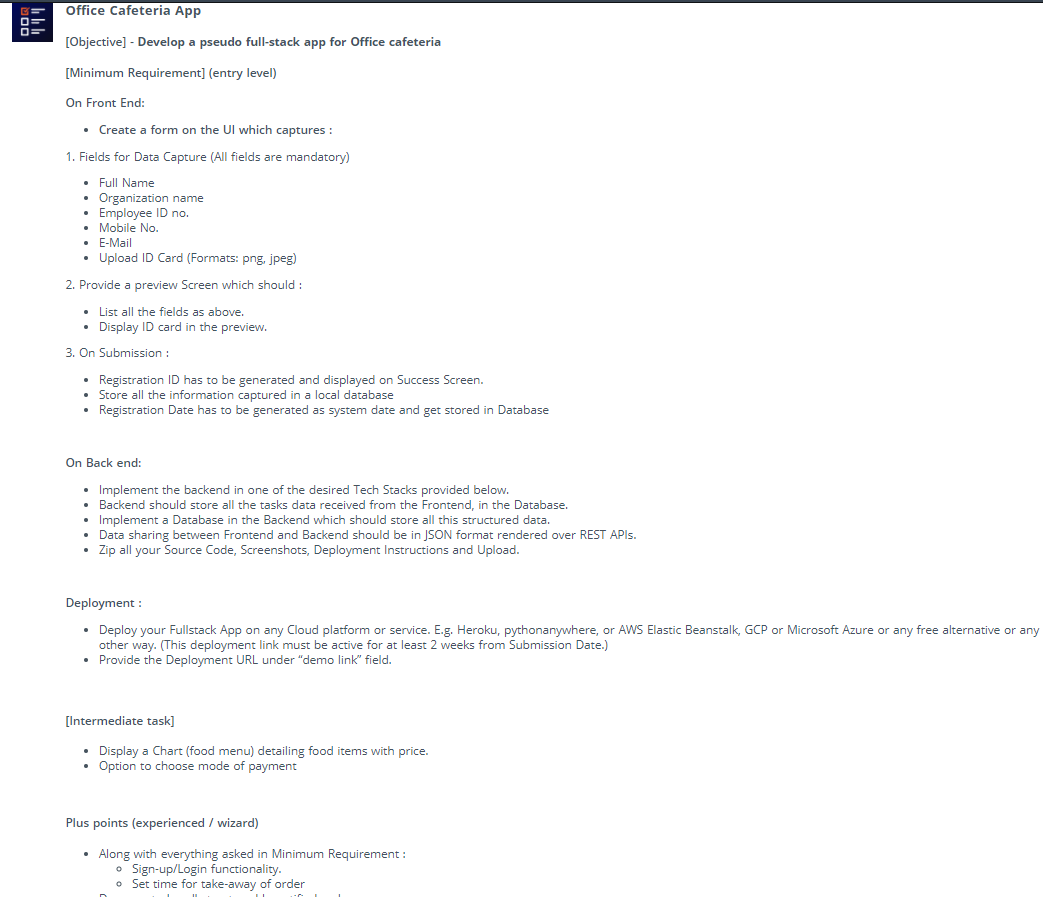 Office Cafeteria App
[Objective] - Develop a pseudo full-stack app for Office cafeteria
[Minimum Requirement] (entry level)
On Front End:
• Create a form on the UI which captures :
1. Fields for Data Capture (All fields are mandatory)
• Full Name
• Organization name
• Employee ID no.
• Mobile No.
• E-Mail
• Upload ID Card (Formats: png, jpeg)
2. Provide a preview Screen which should :
• List all the fields as above.
• Display ID card in the preview.
3. On Submission :
• Registration ID has to be generated and displayed on Success Screen.
• Store all the information captured in a local database
• Registration Date has to be generated as system date and get stored in Database
On Back end:
• Implement the backend in one of the desired Tech Stacks provided below.
• Backend should store all the tasks data received from the Frontend, in the Database.
• Implement a Database in the Backend which should store all this structured data.
• Data sharing between Frontend and Backend should be in JSON format rendered over REST APIs.
• Zip all your Source Code, Screenshots, Deployment Instructions and Upload.
Deployment :
• Deploy your Fullstack App on any Cloud platform or service. E.g. Heroku, pythonanywhere, or AWS Elastic Beanstalk, GCP or Microsoft Azure or any free alternative or any
other way. (This deployment link must be active for at least 2 weeks from Submission Date.)
• Provide the Deployment URL under “demo link” field.
[Intermediate task]
• Display a Chart (food menu) detailing food items with price.
• Option to choose mode of payment
Plus points (experienced / wizard)
• Along with everything asked in Minimum Requirement :
◦ Sign-up/Login functionality.
◦ Set time for take-away of order